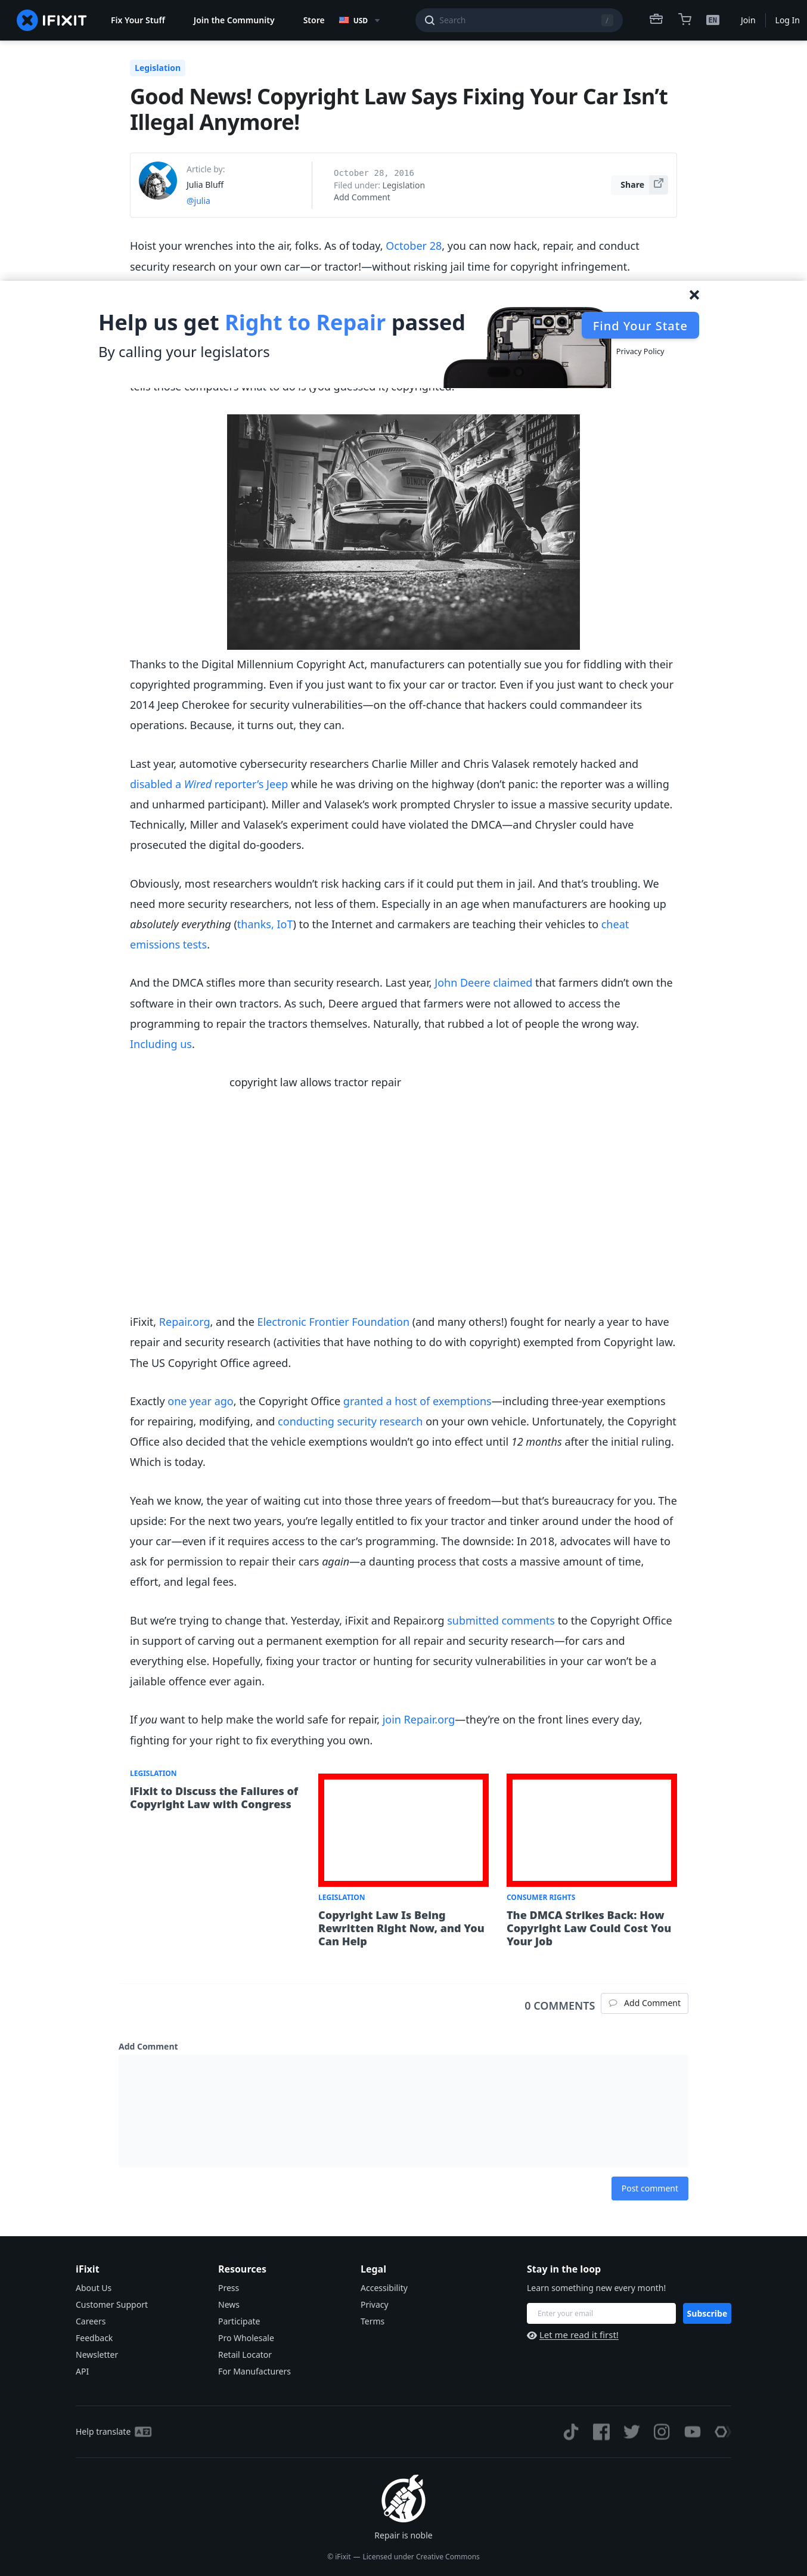 IFIXIT
Fix Your Stuff
Join the Community
Store
USD
Search
/
EN
Join
Log In
Legislation
Good News! Copyright Law Says Fixing Your Car Isn’t
Illegal Anymore!
Article by:
Julia Bluff
@julia
October 28, 2016
Filed under: Legislation
Add Comment
Share
Hoist your wrenches into the air, folks. As of today, October 28, you can now hack, repair, and conduct
security research on your own car—or tractor!—without risking jail time for copyright infringement.
Help us get Right to Repair passed
By calling your legislators
Find Your State
Privacy Policy
tells those computers what to do is (you guessed it) copyrighted.
Thanks to the Digital Millennium Copyright Act, manufacturers can potentially sue you for fiddling with their
copyrighted programming. Even if you just want to fix your car or tractor. Even if you just want to check your
2014 Jeep Cherokee for security vulnerabilities—on the off-chance that hackers could commandeer its
operations. Because, it turns out, they can.
Last year, automotive cybersecurity researchers Charlie Miller and Chris Valasek remotely hacked and
disabled a Wired reporter’s Jeep while he was driving on the highway (don’t panic: the reporter was a willing
and unharmed participant). Miller and Valasek’s work prompted Chrysler to issue a massive security update.
Technically, Miller and Valasek’s experiment could have violated the DMCA—and Chrysler could have
prosecuted the digital do-gooders.
Obviously, most researchers wouldn’t risk hacking cars if it could put them in jail. And that’s troubling. We
need more security researchers, not less of them. Especially in an age when manufacturers are hooking up
absolutely everything (thanks, IoT) to the Internet and carmakers are teaching their vehicles to cheat
emissions tests.
And the DMCA stifles more than security research. Last year, John Deere claimed that farmers didn’t own the
software in their own tractors. As such, Deere argued that farmers were not allowed to access the
programming to repair the tractors themselves. Naturally, that rubbed a lot of people the wrong way.
Including us.
copyright law allows tractor repair
iFixit, Repair.org, and the Electronic Frontier Foundation (and many others!) fought for nearly a year to have
repair and security research (activities that have nothing to do with copyright) exempted from Copyright law.
The US Copyright Office agreed.
Exactly one year ago, the Copyright Office granted a host of exemptions—including three-year exemptions
for repairing, modifying, and conducting security research on your own vehicle. Unfortunately, the Copyright
Office also decided that the vehicle exemptions wouldn’t go into effect until 12 months after the initial ruling.
Which is today.
Yeah we know, the year of waiting cut into those three years of freedom—but that’s bureaucracy for you. The
upside: For the next two years, you’re legally entitled to fix your tractor and tinker around under the hood of
your car—even if it requires access to the car’s programming. The downside: In 2018, advocates will have to
ask for permission to repair their cars again—a daunting process that costs a massive amount of time,
effort, and legal fees.
But we’re trying to change that. Yesterday, iFixit and Repair.org submitted comments to the Copyright Office
in support of carving out a permanent exemption for all repair and security research—for cars and
everything else. Hopefully, fixing your tractor or hunting for security vulnerabilities in your car won’t be a
jailable offence ever again.
If you want to help make the world safe for repair, join Repair.org—they’re on the front lines every day,
fighting for your right to fix everything you own.
LEGISLATION
iFixit to Discuss the Failures of
Copyright Law with Congress
LEGISLATION
Copyright Law Is Being
Rewritten Right Now, and You
Can Help
CONSUMER RIGHTS
The DMCA Strikes Back: How
Copyright Law Could Cost You
Your Job
0 COMMENTS
Add Comment
Add Comment
Post comment
iFixit
About Us
Customer Support
Careers
Feedback
Newsletter
API
Resources
Press
News
Participate
Pro Wholesale
Retail Locator
For Manufacturers
Legal
Accessibility
Privacy
Terms
Stay in the loop
Learn something new every month!
Enter your email
Subscribe
Let me read it first!
Help translate
Repair is noble
© iFixit — Licensed under Creative Commons